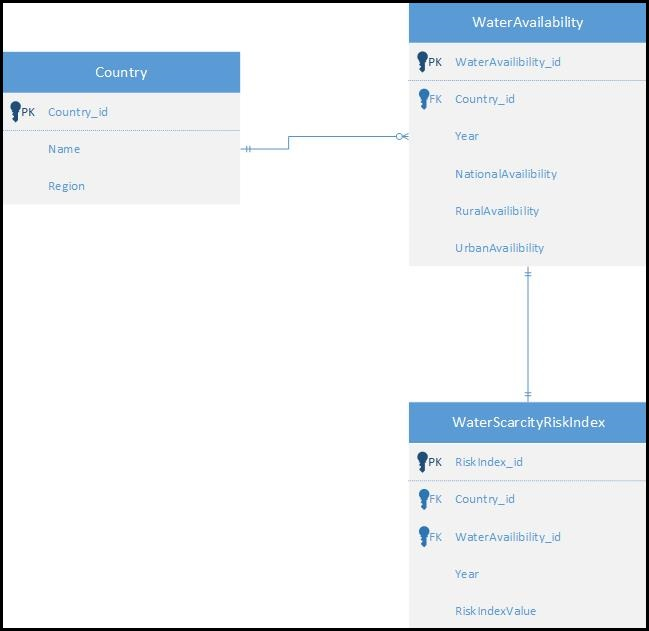 Country
PK Country_id
Name
Region
WaterAvailability
PK WaterAvailibility_id
FK Country_id
Year
NationalAvailibility
RuralAvailibility
UrbanAvailibility
WaterScarcityRiskIndex
PK RiskIndex_id
FK Country_id
FK WaterAvailibility_id
Year
RiskIndexValue